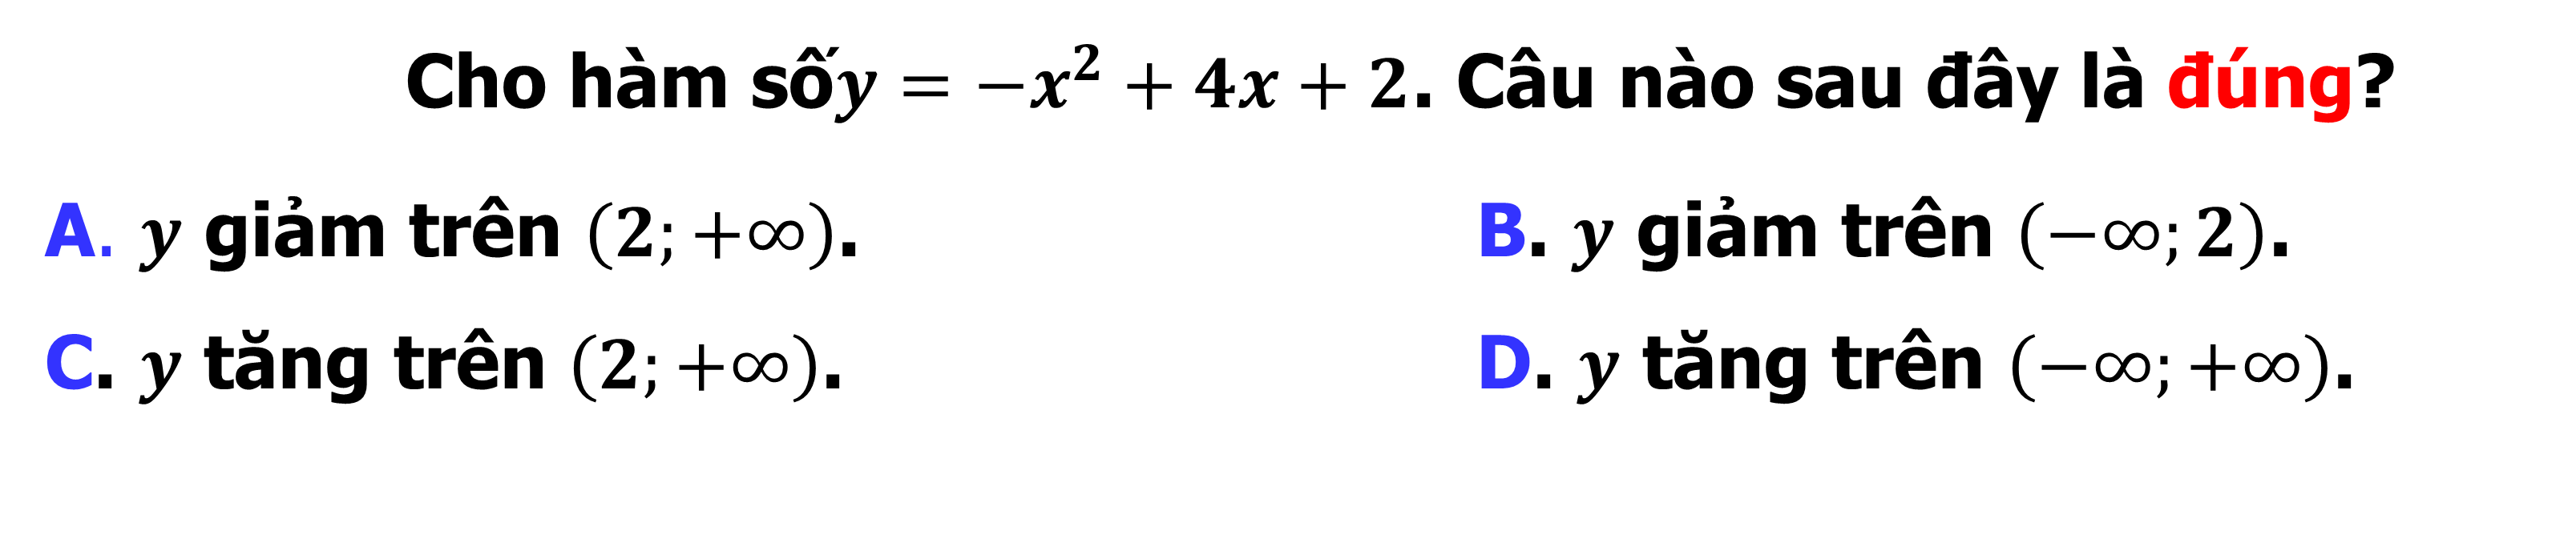 Cho hàm số𝒚 = −𝒙² + 𝟒𝒙 + 𝟐. Câu nào sau đây là đúng?
A. 𝒚 giảm trên (𝟐; +∞). B. 𝒚 giảm trên (−∞; 𝟐).
C. 𝒚 tăng trên (𝟐; +∞). D. 𝒚 tăng trên (−∞; +∞).